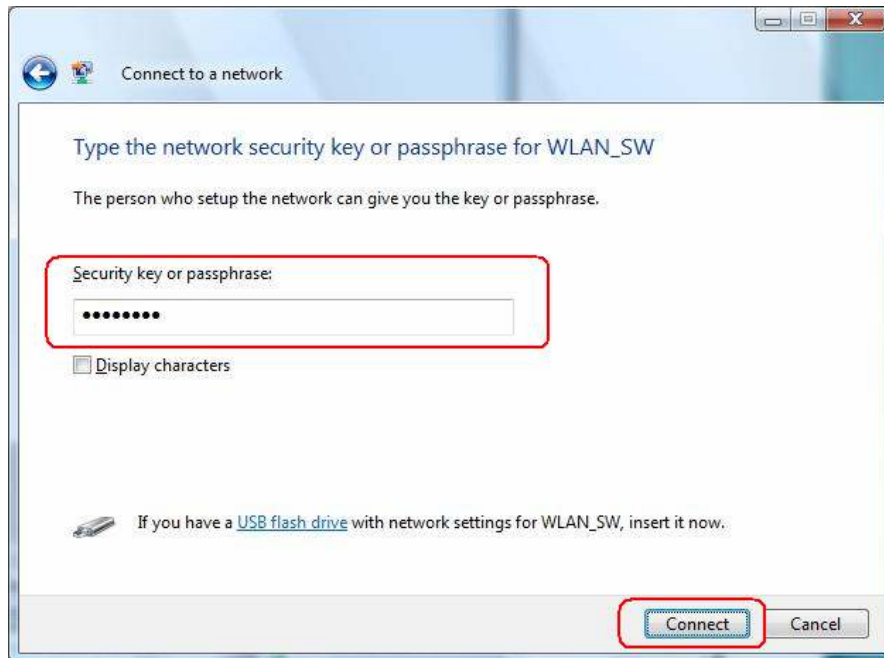 Connect to a network
Type the network security key or passphrase for WLAN_SW
The person who setup the network can give you the key or passphrase.
Security key or passphrase:
••••••••
Display characters
If you have a USB flash drive with network settings for WLAN_SW, insert it now.
Connect Cancel